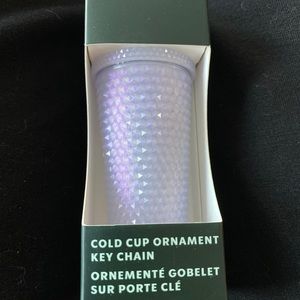 COLD CUP ORNAMENT
KEY CHAIN
ORNEMENTÉ GOBELET
SUR PORTE CLÉ